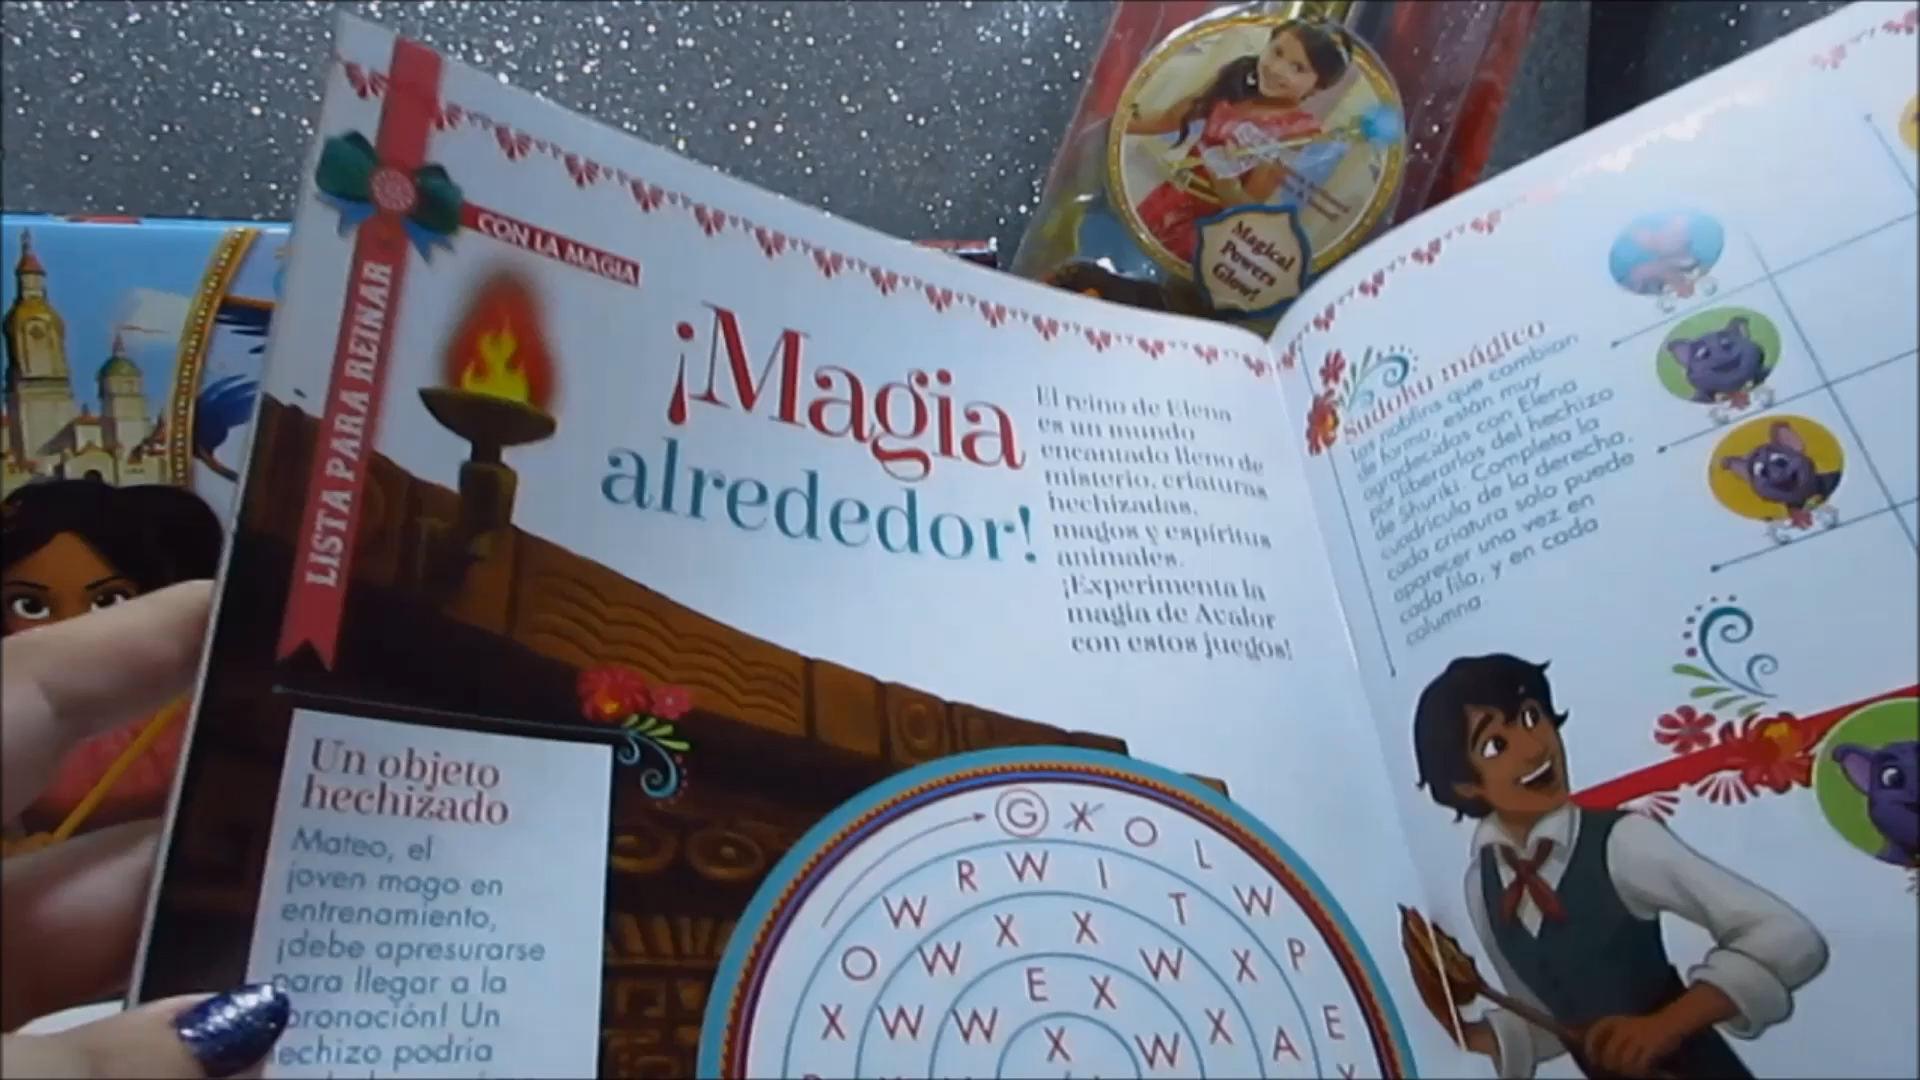 CON LA MAGIA
LISTA PARA REINAR
¡Magia
alrededor!
El reino de Elena
es un mundo
encantado lleno de
misterio, criaturas
hechizadas,
magos y espíritus
animales.
¡Experimenta la
magia de Avalor
con estos juegos!
Un objeto
hechizado
Mateo, el
joven mago en
entrenamiento,
¡debe apresurarse
para llegar a la
oronación! Un
echizo podría
G X O L
R W I W
W X X T
O W E X W X P
X W W X X E
X W A
Magical
Powers
Glow!
Sudoku mágico
Los noblins que cambian
de forma, están muy
agradecidos con Elena
por liberarlos del hechizo
de Shuriki. Completa la
cuadrícula de la derecha,
cada criatura solo puede
aparecer una vez en
cada fila, y en cada
columna.